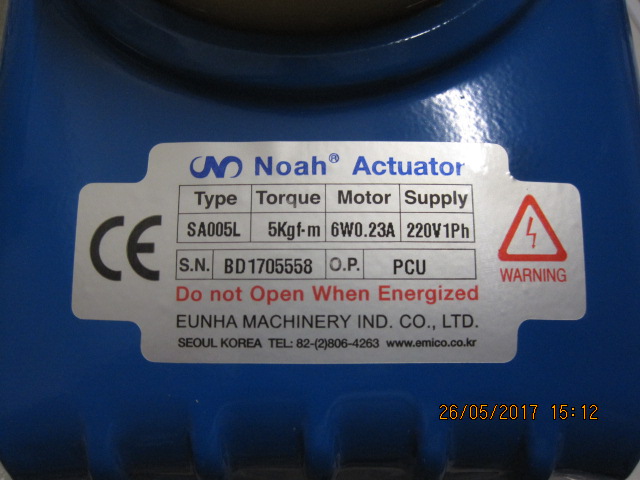 Noah® Actuator
Type Torque Motor Supply
SA005L 5Kgf-m 6W0.23A 220V1Ph
S.N. BD1705558 O.P. PCU
CE
WARNING
Do not Open When Energized
EUNHA MACHINERY IND. CO., LTD.
SEOUL KOREA TEL: 82-(2)806-4263 www.emico.co.kr
26/05/2017 15:12